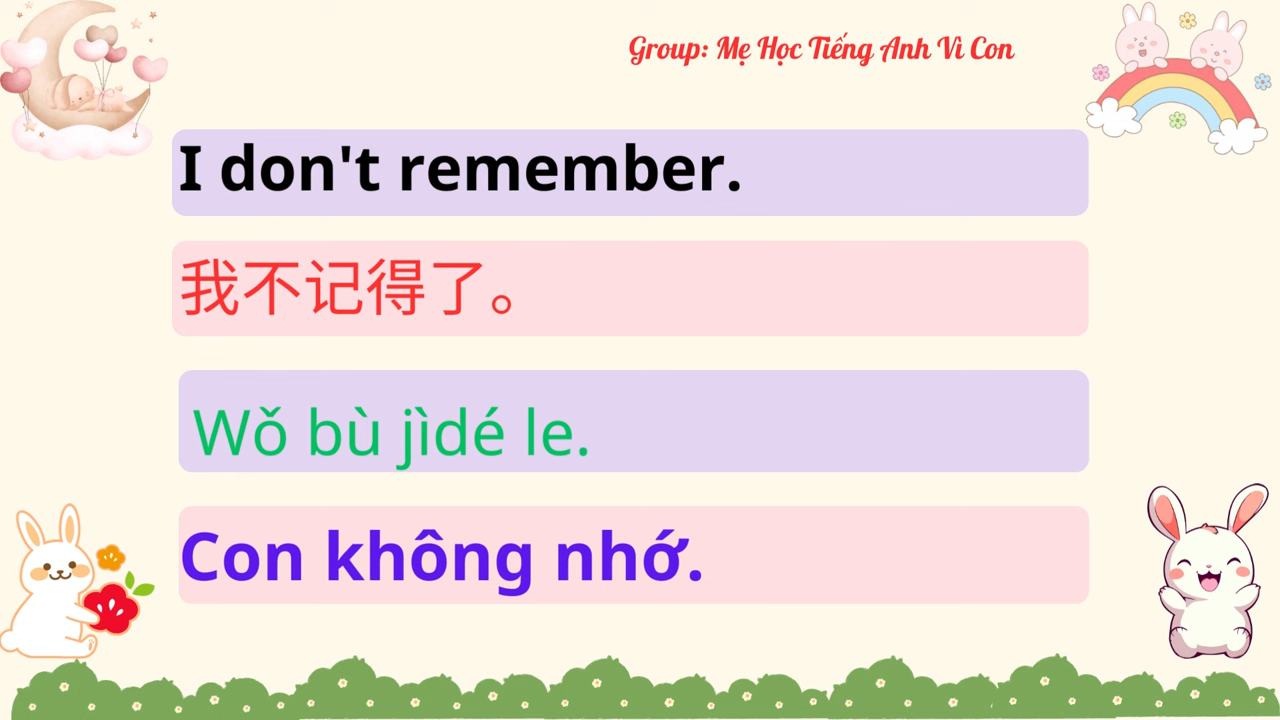 Group: Mẹ Học Tiếng Anh Vì Con
I don't remember.
我不记得了。
Wǒ bù jìdé le.
Con không nhớ.